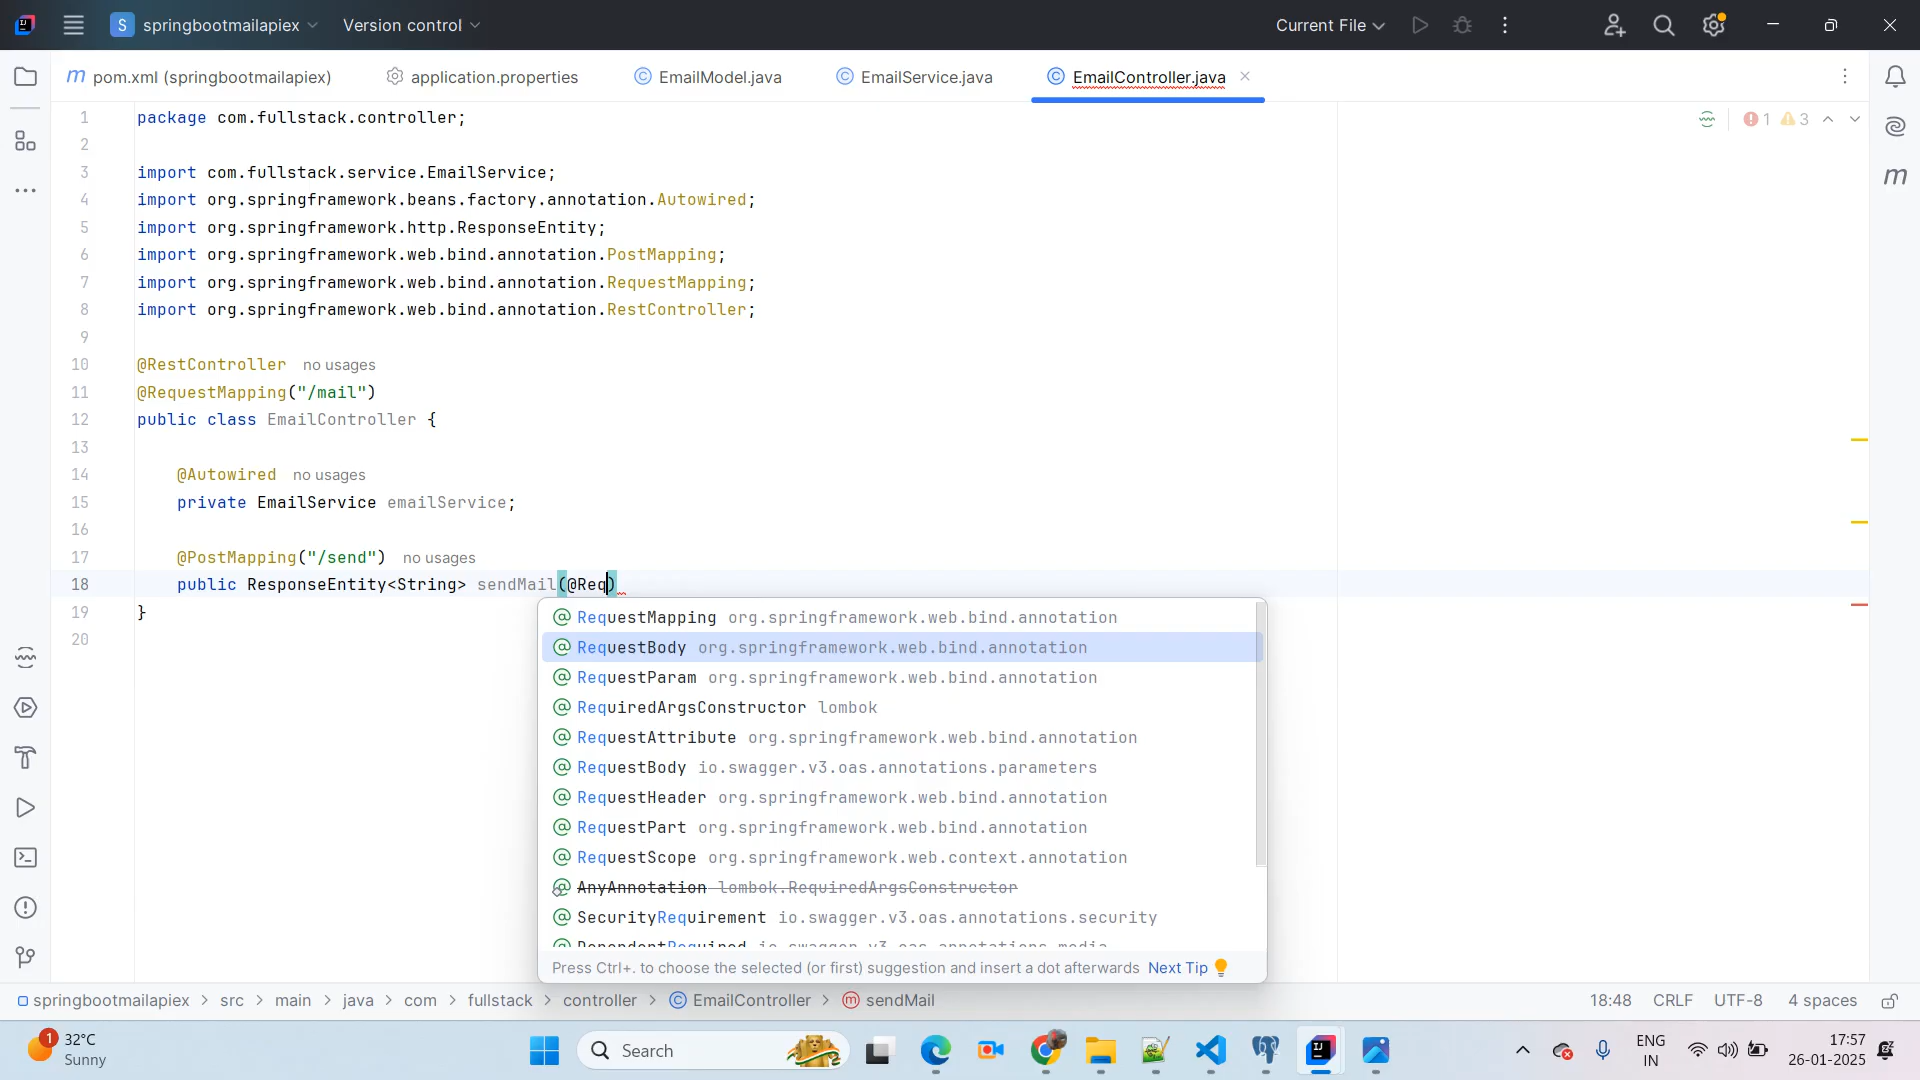 S springbootmailapiex Version control Current File
m pom.xml (springbootmailapiex) application.properties EmailModel.java EmailService.java EmailController.java
1 package com.fullstack.controller; 1 3
2
3 import com.fullstack.service.EmailService;
4 import org.springframework.beans.factory.annotation.Autowired;
5 import org.springframework.http.ResponseEntity;
6 import org.springframework.web.bind.annotation.PostMapping;
7 import org.springframework.web.bind.annotation.RequestMapping;
8 import org.springframework.web.bind.annotation.RestController;
9
10 @RestController no usages
11 @RequestMapping("/mail")
12 public class EmailController {
13
14 @Autowired no usages
15 private EmailService emailService;
16
17 @PostMapping("/send") no usages
18 public ResponseEntity<String> sendMail(@Req)
19 }
20
RequestMapping org.springframework.web.bind.annotation
RequestBody org.springframework.web.bind.annotation
RequestParam org.springframework.web.bind.annotation
RequiredArgsConstructor lombok
RequestAttribute org.springframework.web.bind.annotation
RequestBody io.swagger.v3.oas.annotations.parameters
RequestHeader org.springframework.web.bind.annotation
RequestPart org.springframework.web.bind.annotation
RequestScope org.springframework.web.context.annotation
AnyAnnotation lombok.RequiredArgsConstructor
SecurityRequirement io.swagger.v3.oas.annotations.security
DependentRequired io.swagger.v3.oas.annotations.media
Press Ctrl+. to choose the selected (or first) suggestion and insert a dot afterwards Next Tip
springbootmailapiex > src > main > java > com > fullstack > controller > EmailController > sendMail 18:48 CRLF UTF-8 4 spaces
1 32°C
Sunny
Search
ENG
IN
17:57
26-01-2025